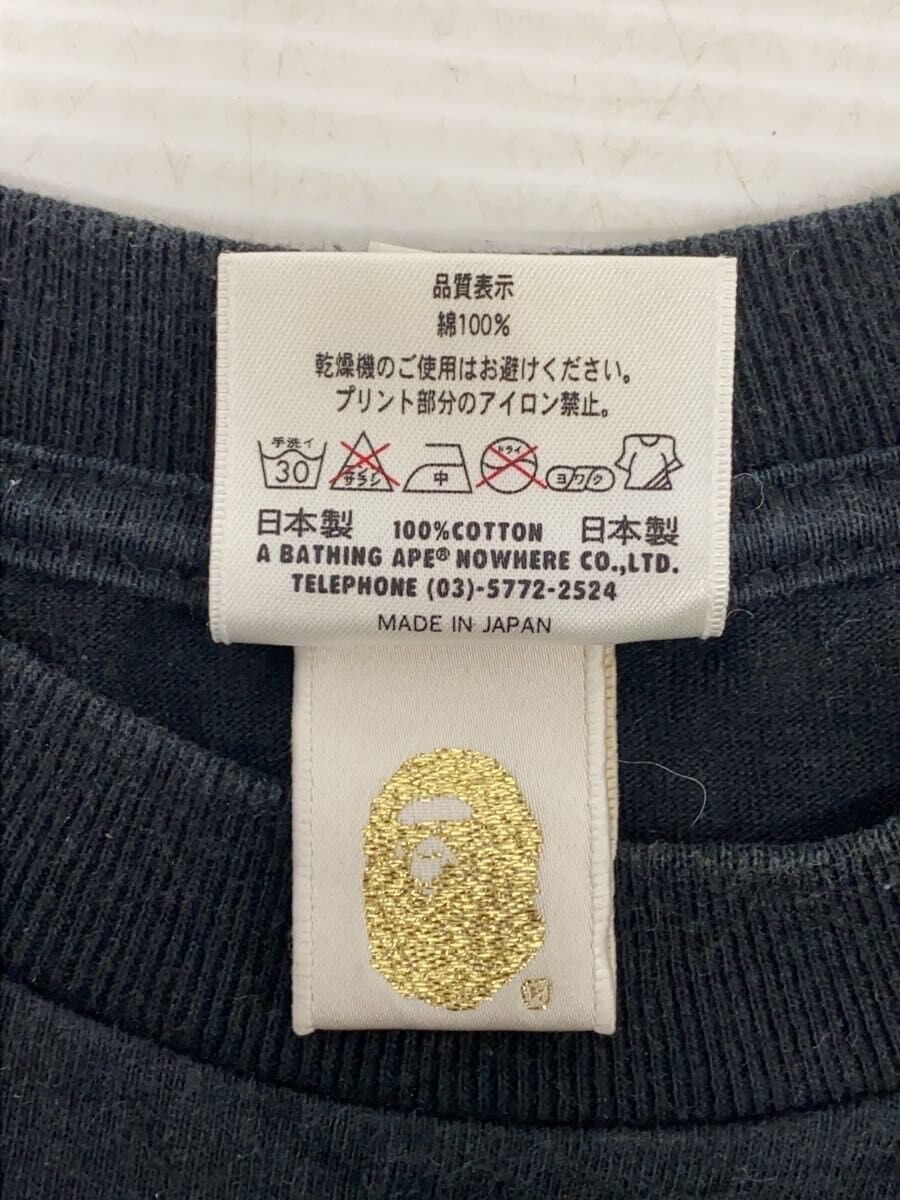 品質表示
綿100%
乾燥機のご使用はお避けください。
プリント部分のアイロン禁止。
手洗イ 30 エンソ サラシ 中 ドライ ヨワク
日本製 100%COTTON 日本製
A BATHING APE® NOWHERE CO.,LTD.
TELEPHONE (03)-5772-2524
MADE IN JAPAN